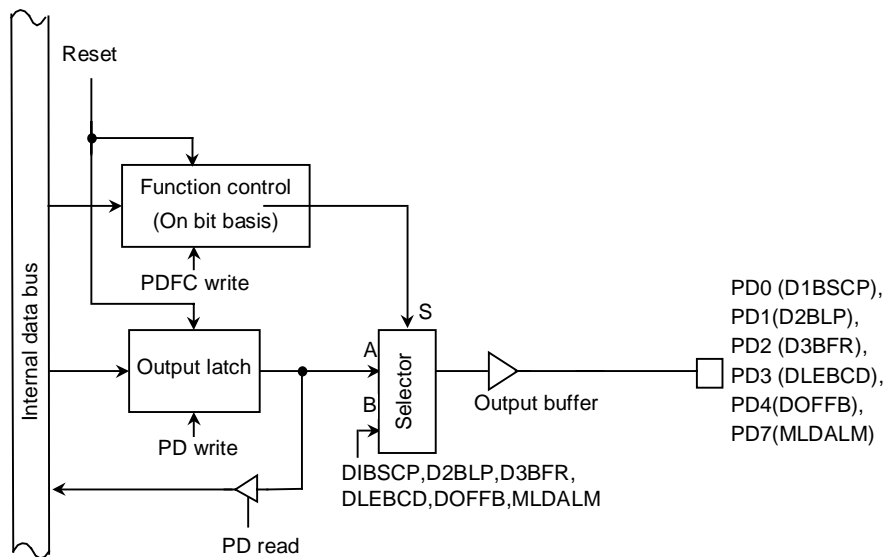 Reset
Internal data bus
Function control
(On bit basis)
PDFC write
Output latch
PD write
PD read
S
A
B
Selector
DIBSCP,D2BLP,D3BFR,
DLEBCD,DOFFB,MLDALM
Output buffer
PD0 (D1BSCP),
PD1(D2BLP),
PD2 (D3BFR),
PD3 (DLEBCD),
PD4(DOFFB),
PD7(MLDALM)